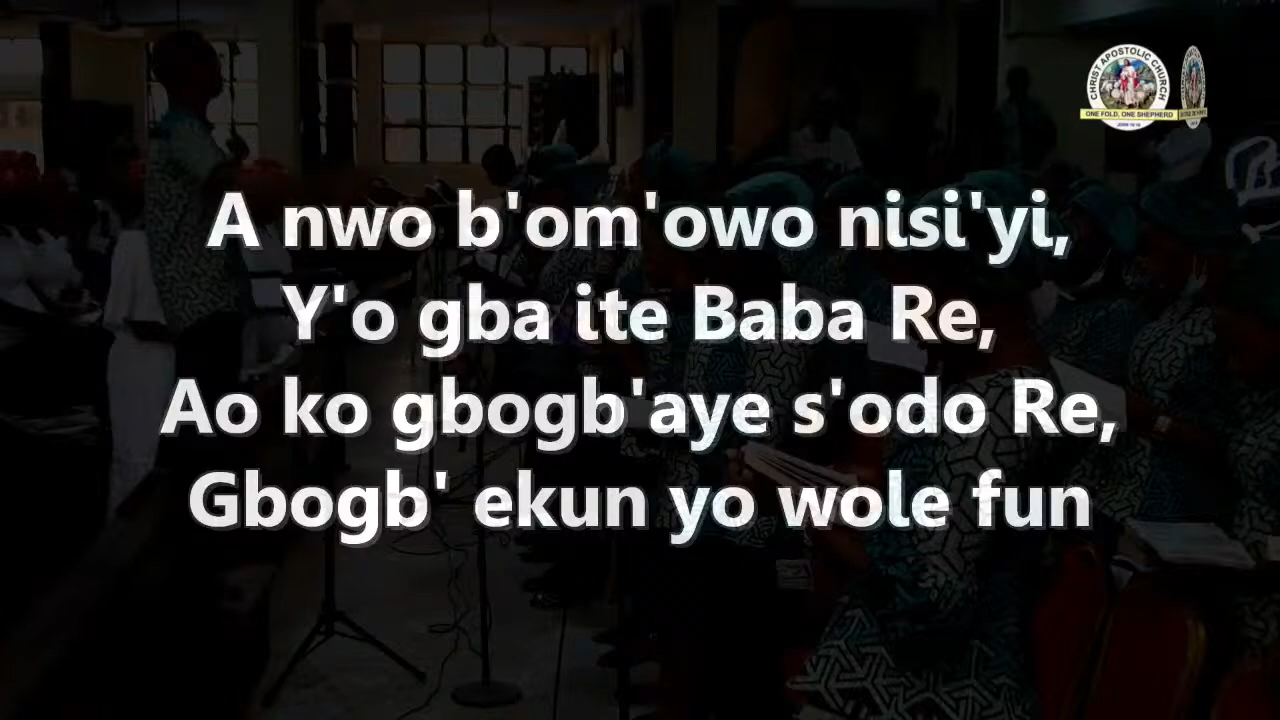 CHRIST APOSTOLIC CHURCH
ONE FOLD, ONE SHEPHERD
A nwo b'om'owo nisi'yi,
Y'o gba ite Baba Re,
Ao ko gbogb'aye s'odo Re,
Gbogb' ekun yo wole fun